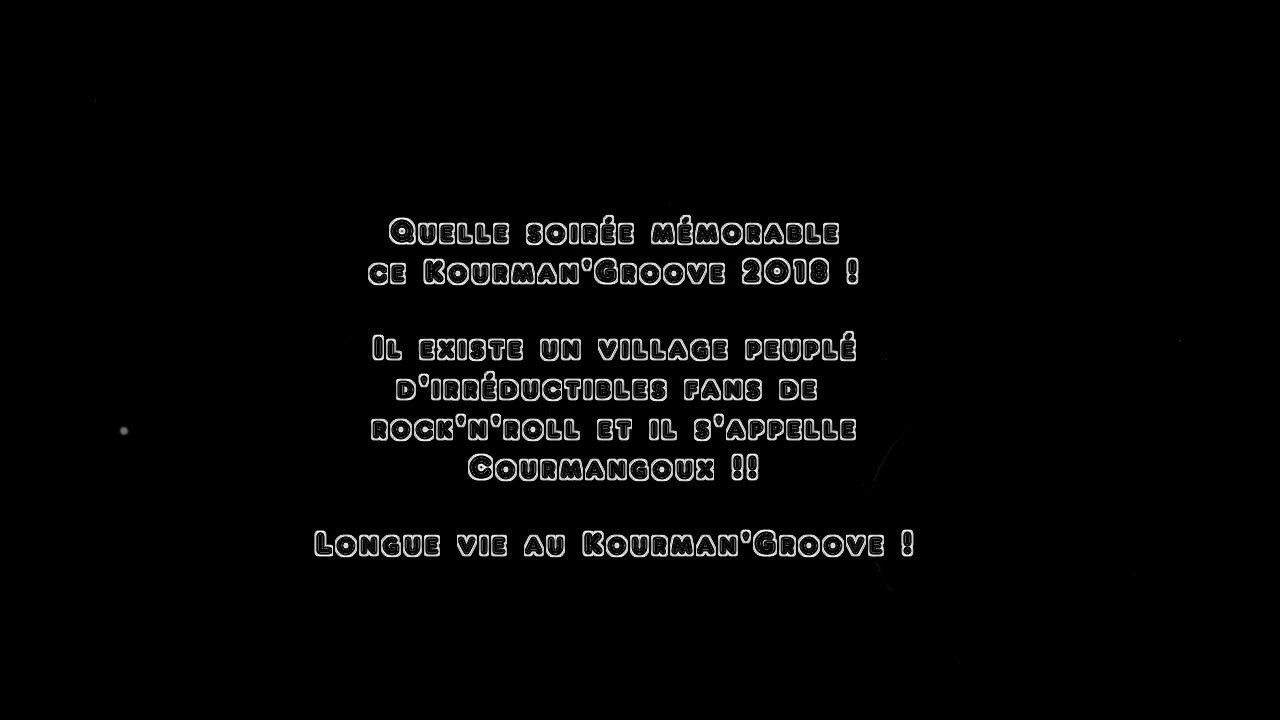 Quelle soirée mémorable
ce Kourman'Groove 2018 !
Il existe un village peuplé
d'irréductibles fans de
rock'n'roll et il s'appelle
Courmangoux !!
Longue vie au Kourman'Groove !